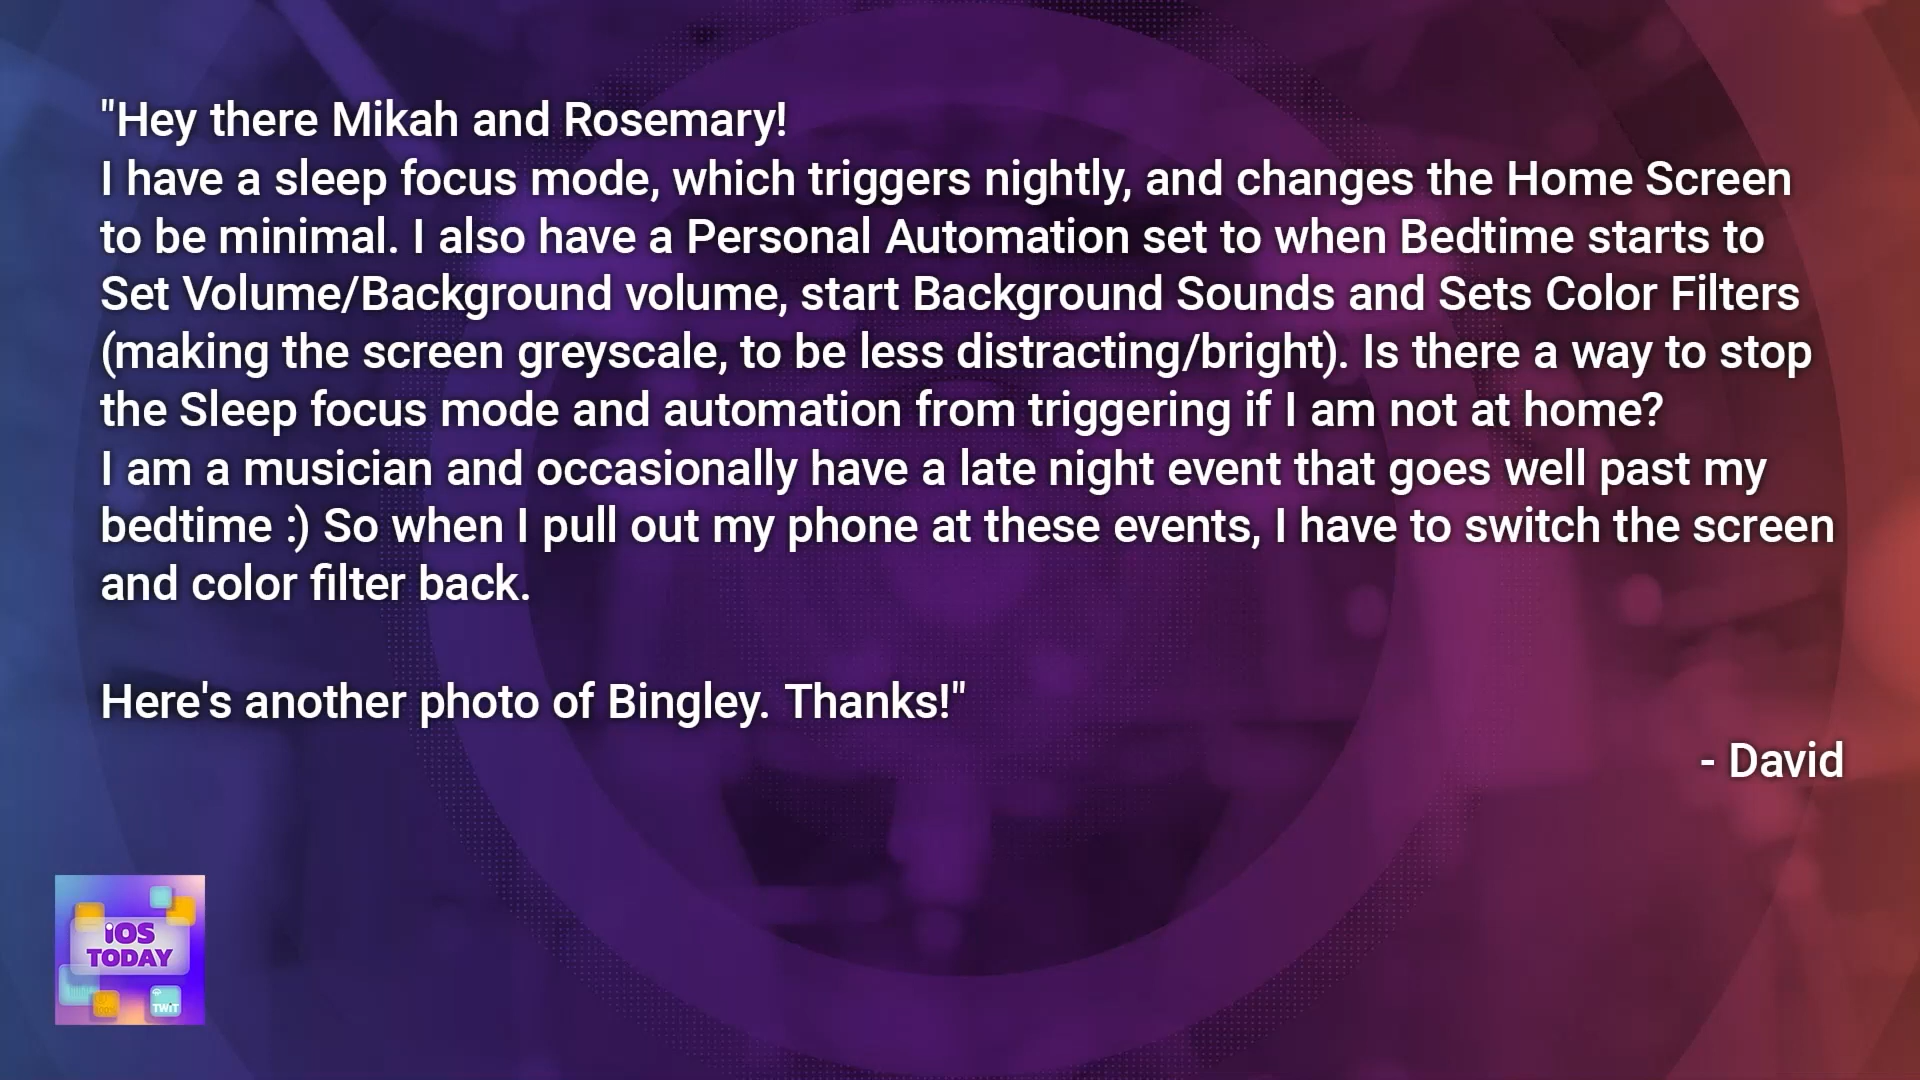 "Hey there Mikah and Rosemary!
I have a sleep focus mode, which triggers nightly, and changes the Home Screen
to be minimal. I also have a Personal Automation set to when Bedtime starts to
Set Volume/Background volume, start Background Sounds and Sets Color Filters
(making the screen greyscale, to be less distracting/bright). Is there a way to stop
the Sleep focus mode and automation from triggering if I am not at home?
I am a musician and occasionally have a late night event that goes well past my
bedtime :) So when I pull out my phone at these events, I have to switch the screen
and color filter back.
Here's another photo of Bingley. Thanks!"
- David
iOS
TODAY
TWiT